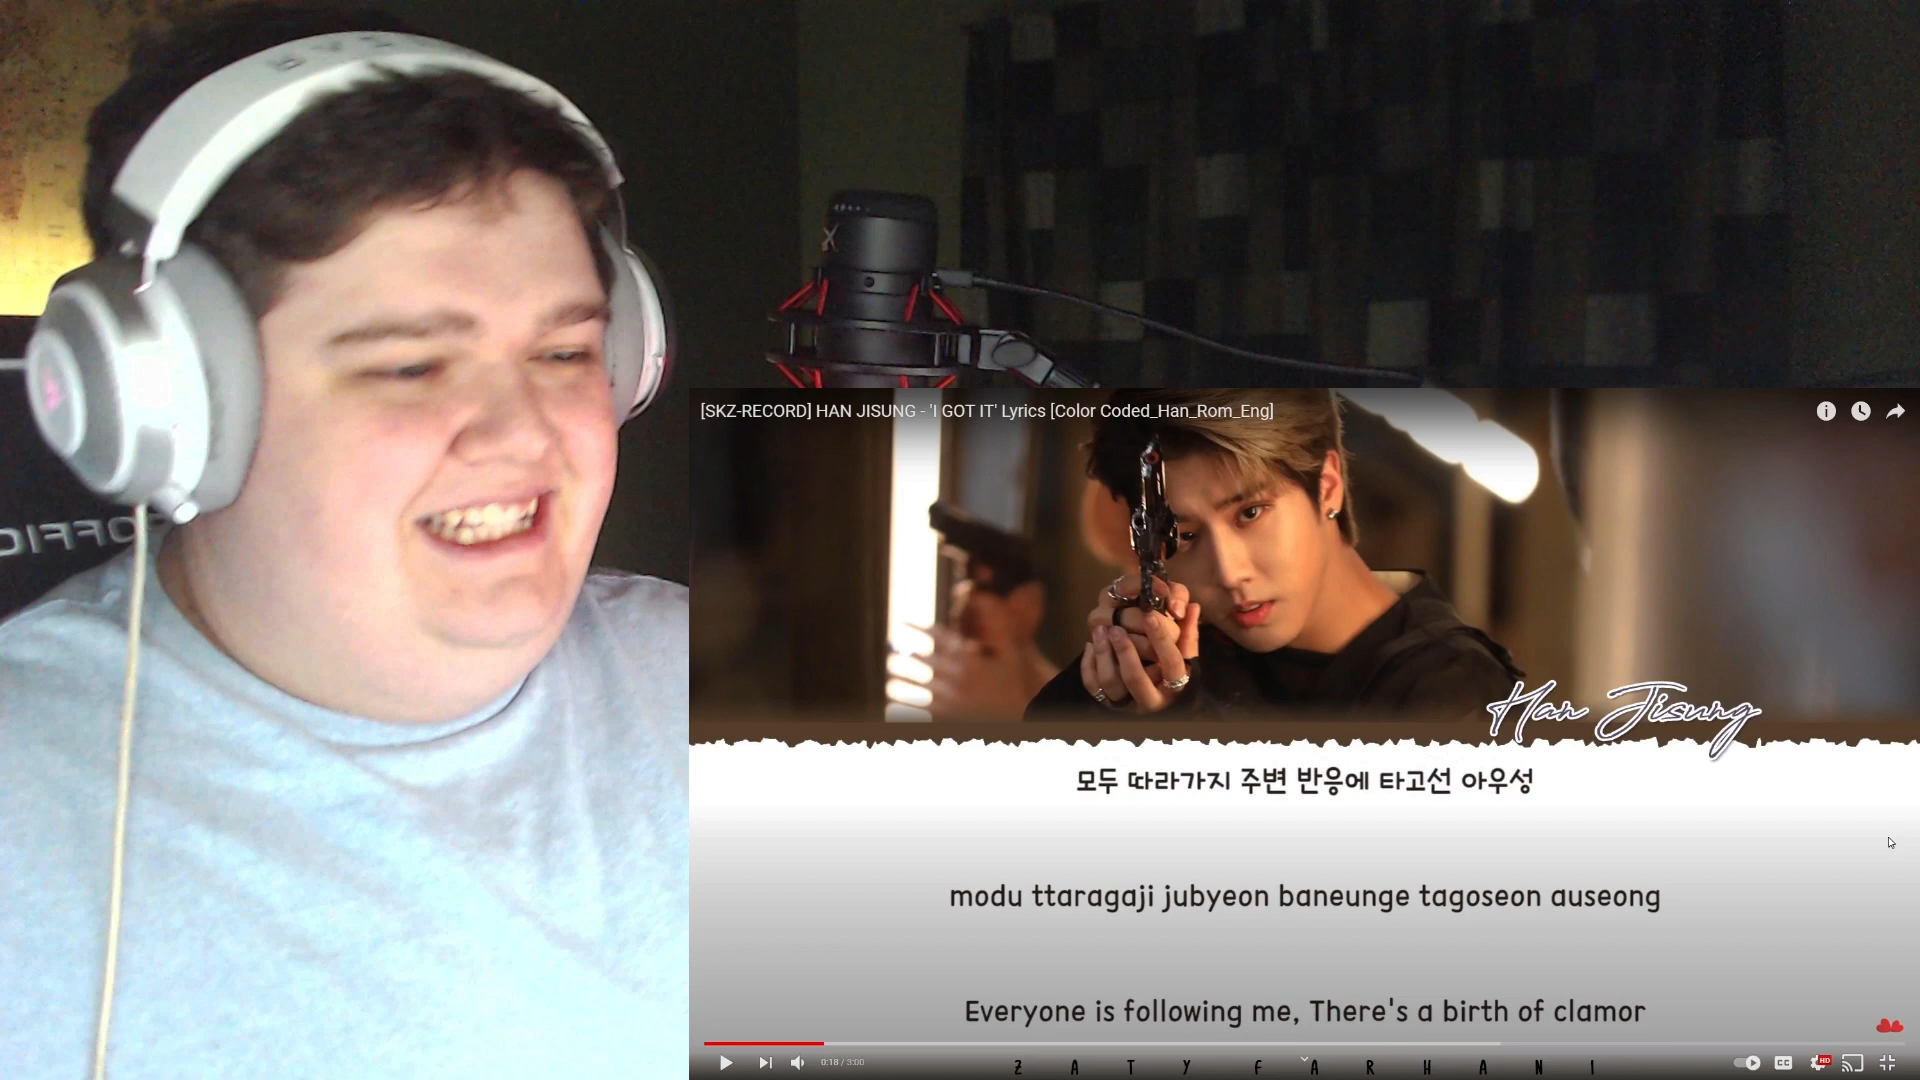 [SKZ-RECORD] HAN JISUNG - 'I GOT IT' Lyrics [Color Coded_Han_Rom_Eng]
Han Jisung
모두 따라가지 주변 반응에 타고선 아우성
modu ttaragaji jubyeon baneunge tagoseon auseong
Everyone is following me, There's a birth of clamor
0:18 / 3:00
Z A T Y F A R H A N I
CC
HD